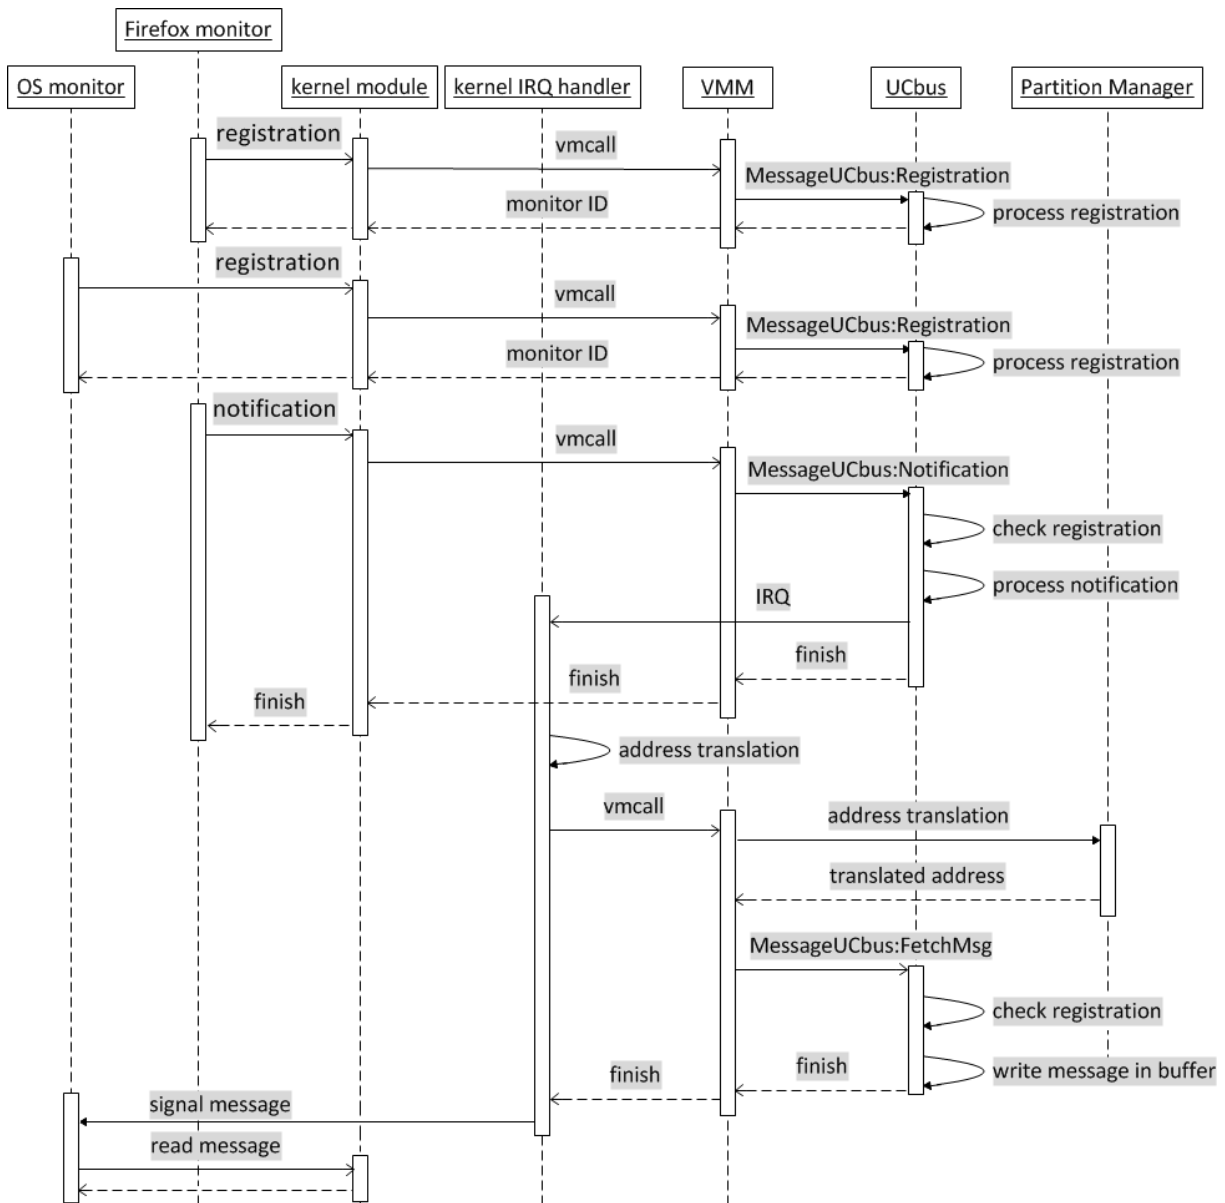 Firefox monitor
OS monitor
kernel module
kernel IRQ handler
VMM
UCbus
Partition Manager
registration
vmcall
MessageUCbus:Registration
monitor ID
process registration
registration
vmcall
MessageUCbus:Registration
monitor ID
process registration
notification
vmcall
MessageUCbus:Notification
check registration
process notification
IRQ
finish
finish
finish
address translation
vmcall
address translation
translated address
MessageUCbus:FetchMsg
check registration
finish
write message in buffer
finish
signal message
read message